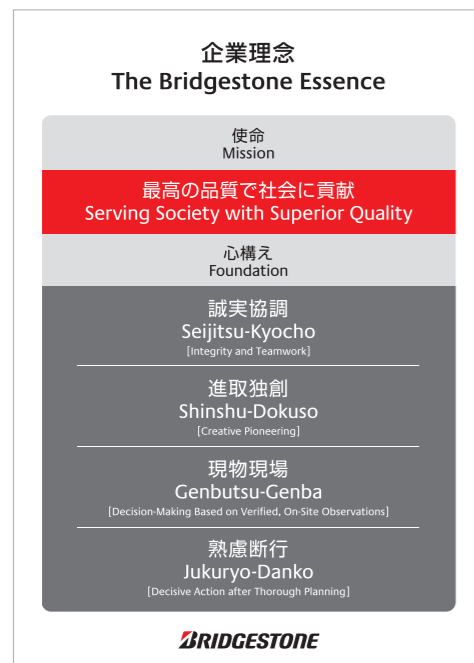 企業理念
The Bridgestone Essence
使命
Mission
最高の品質で社会に貢献
Serving Society with Superior Quality
心構え
Foundation
誠実協調
Seijitsu-Kyocho
[Integrity and Teamwork]
進取独創
Shinshu-Dokuso
[Creative Pioneering]
現物現場
Genbutsu-Genba
[Decision-Making Based on Verified, On-Site Observations]
熟慮断行
Jukuryo-Danko
[Decisive Action after Thorough Planning]
BRIDGESTONE